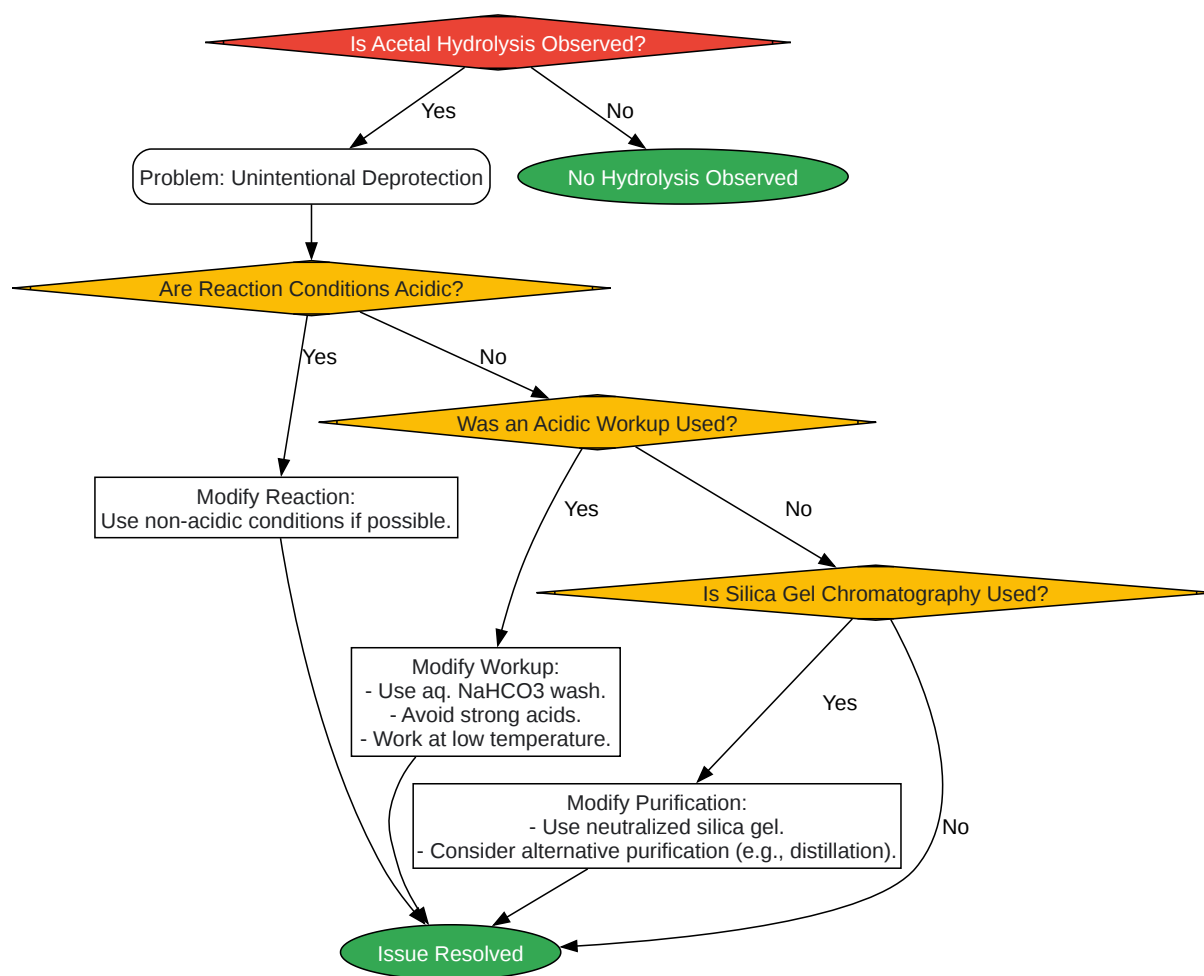 Is Acetal Hydrolysis Observed?
Yes
No
Problem: Unintentional Deprotection
No Hydrolysis Observed
Are Reaction Conditions Acidic?
Yes
No
Was an Acidic Workup Used?
Modify Reaction:
Use non-acidic conditions if possible.
Yes
No
Is Silica Gel Chromatography Used?
Modify Workup:
- Use aq. NaHCO3 wash.
- Avoid strong acids.
- Work at low temperature.
Yes
Modify Purification:
- Use neutralized silica gel.
- Consider alternative purification (e.g., distillation).
No
Issue Resolved